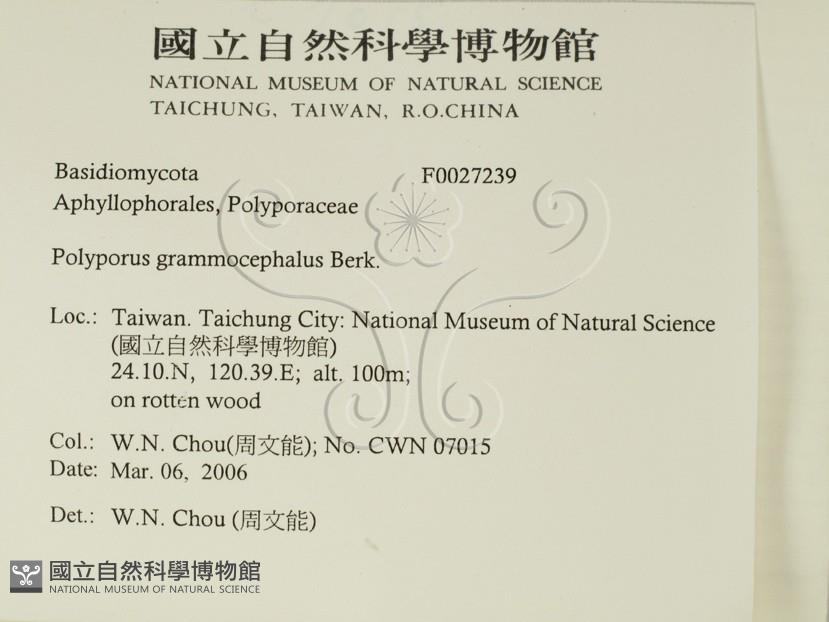 國立自然科學博物館
NATIONAL MUSEUM OF NATURAL SCIENCE
TAICHUNG, TAIWAN, R.O.CHINA
Basidiomycota F0027239
Aphyllophorales, Polyporaceae
Polyporus grammocephalus Berk.
Loc.: Taiwan. Taichung City: National Museum of Natural Science
(國立自然科學博物館)
24.10.N, 120.39.E; alt. 100m;
on rotten wood
Col.: W.N. Chou(周文能); No. CWN 07015
Date: Mar. 06, 2006
Det.: W.N. Chou (周文能)
國立自然科學博物館
NATIONAL MUSEUM OF NATURAL SCIENCE